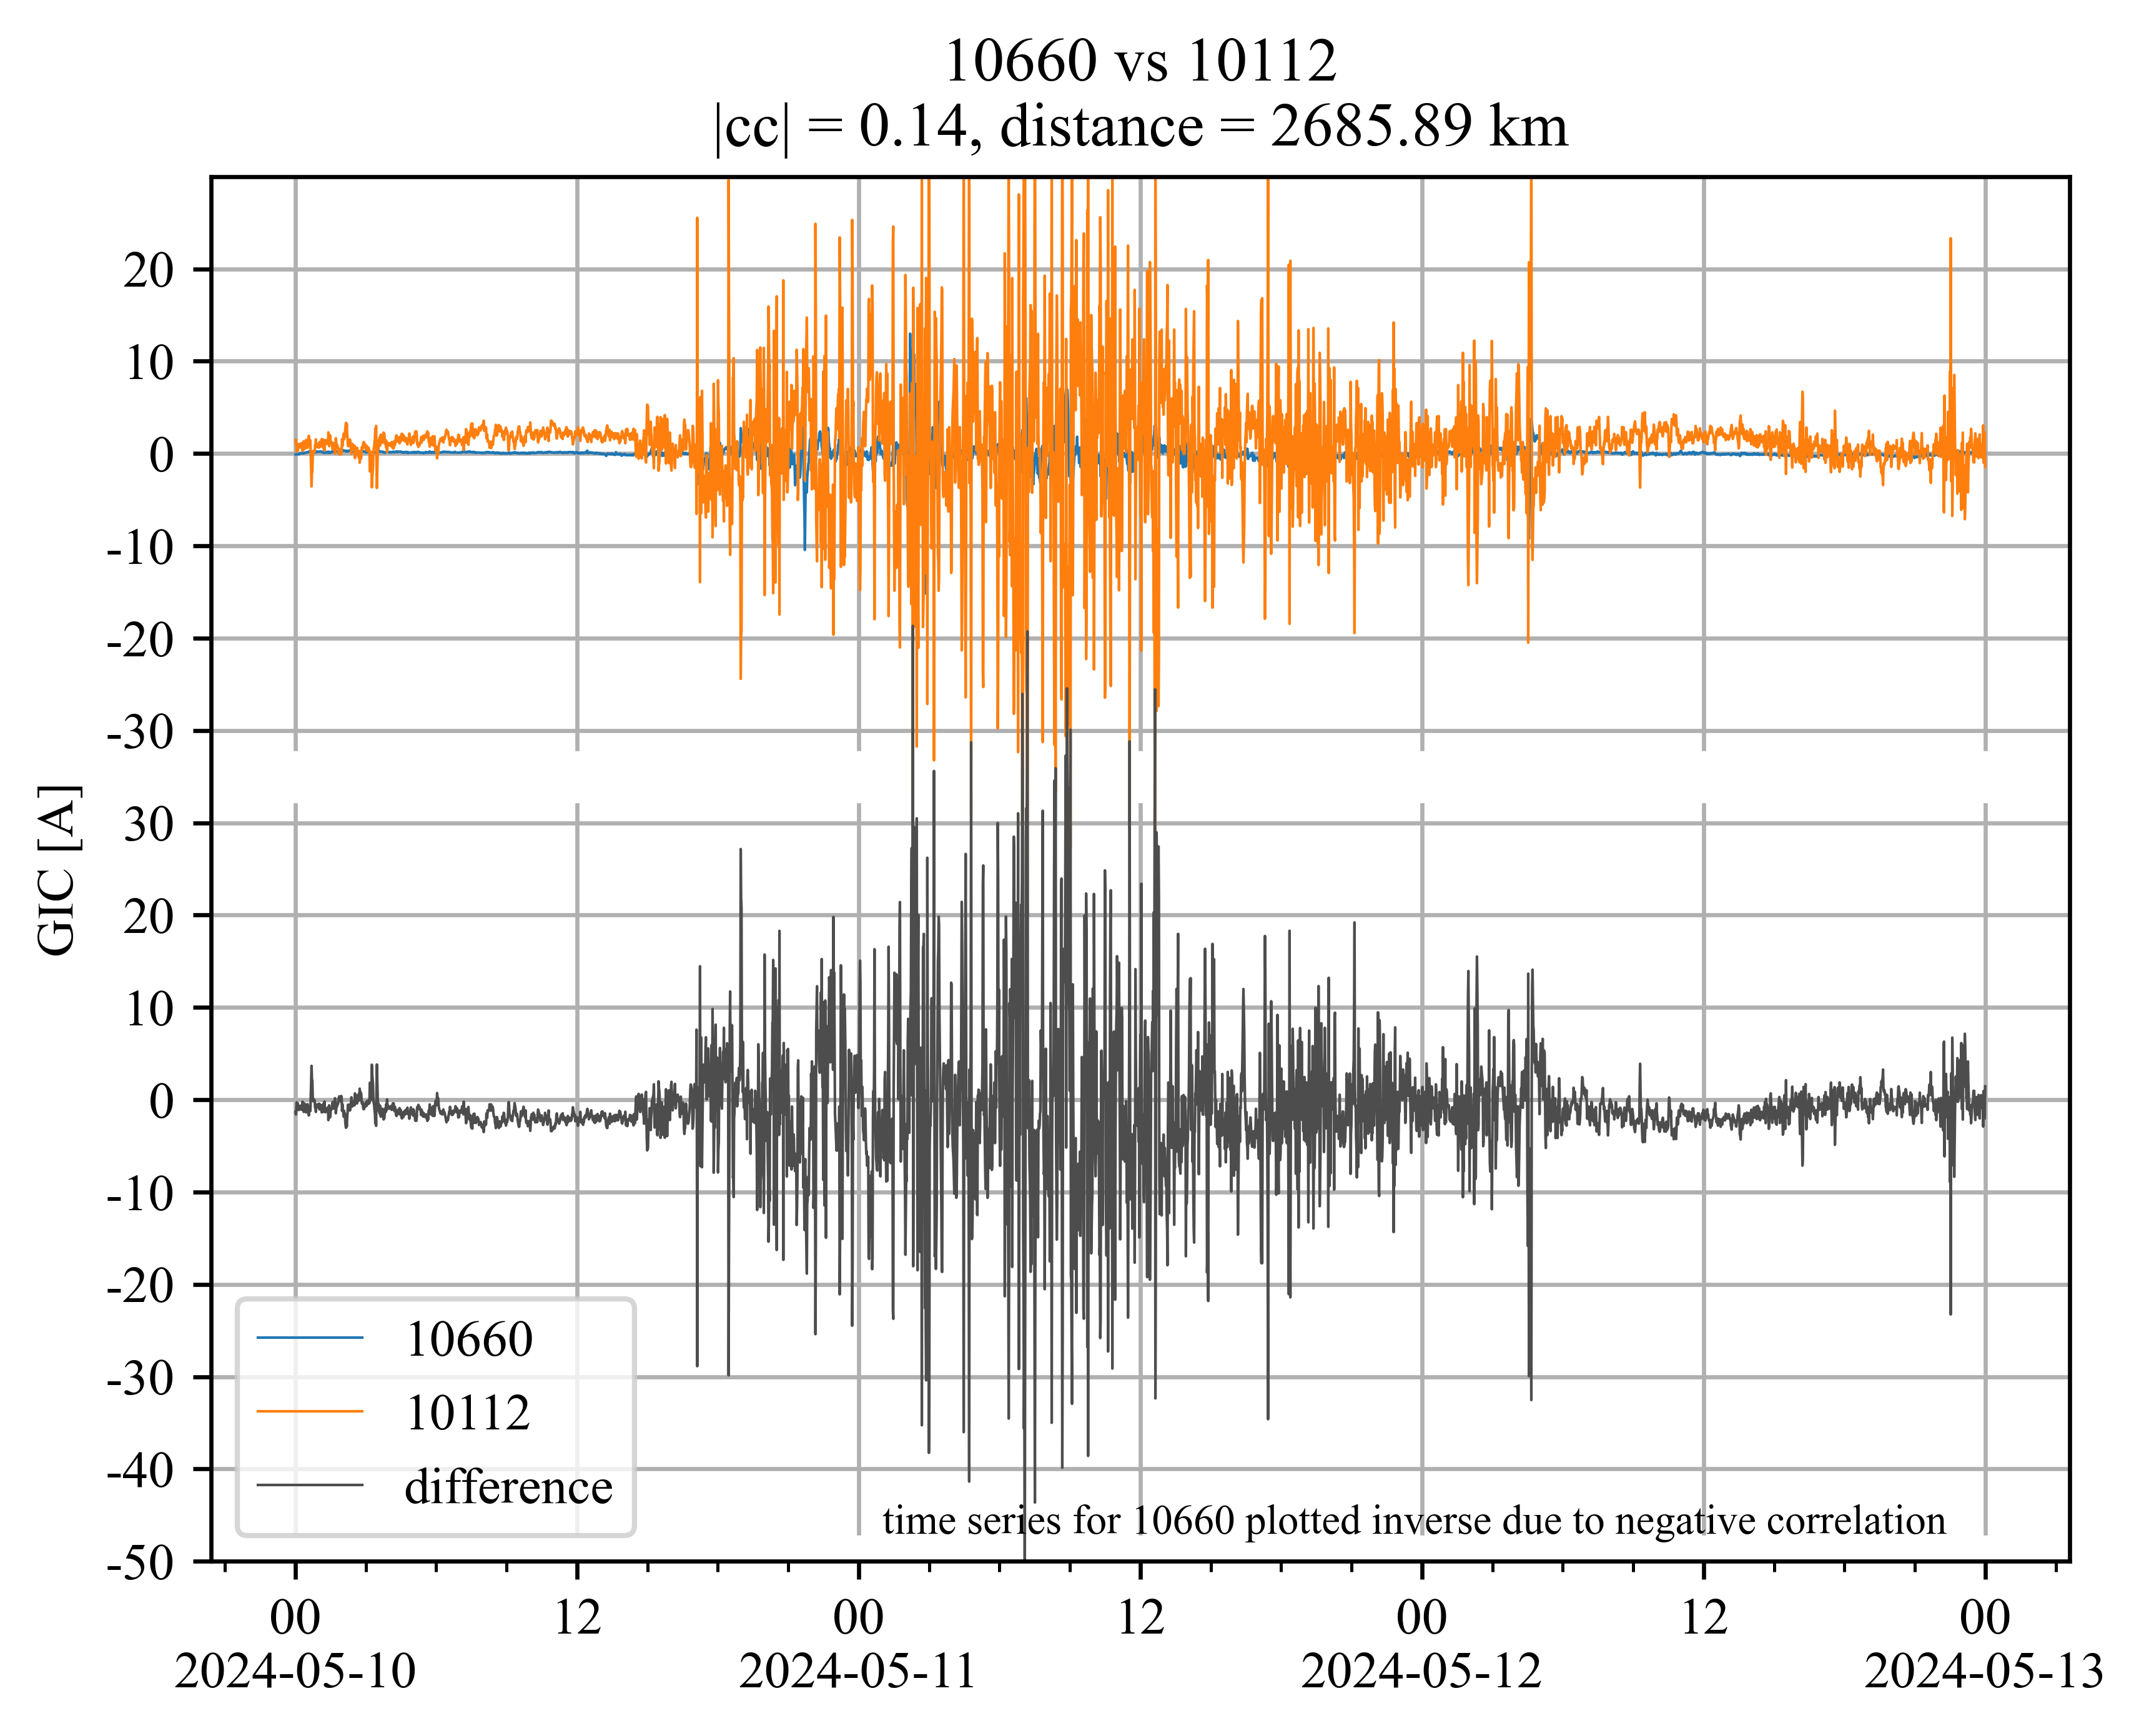 10660 vs 10112
|cc| = 0.14, distance = 2685.89 km
20
10
0
-10
-20
-30
30
20
10
0
-10
-20
-30
-40
-50
GIC [A]
10660
10112
difference
time series for 10660 plotted inverse due to negative correlation
00 12 00 12 00 12 00
2024-05-10 2024-05-11 2024-05-12 2024-05-13